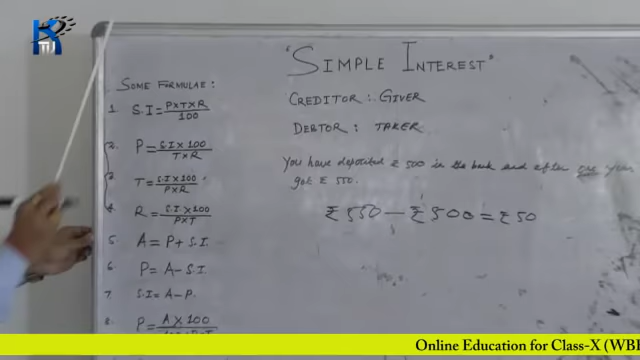 'SIMPLE INTEREST'
SOME FORMULAE:
1. S.I = P×T×R/100
2. P = S.I×100/T×R
3 T = S.I×100/P×R
4 R = S.I×100/P×T
5 A = P + S.I.
6. P = A - S.I.
7. S.I = A - P.
8. P = A × 100
CREDITOR: GIVER
DEBTOR: TAKER
You have deposited ₹ 500 in the bank and after one year
got ₹ 550.
₹550 - ₹500 = ₹50
Online Education for Class-X (WB